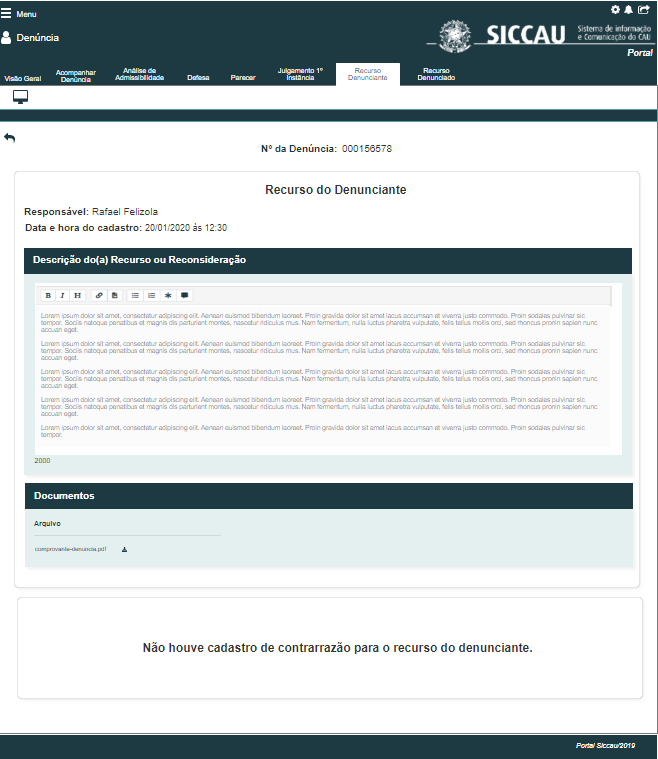 Menu
Denúncia
SICCAU
Sistema de informação
e Comunicação do CAU
Portal
Visão Geral
Acompanhar
Denúncia
Análise de
Admissibilidade
Defesa
Parecer
Julgamento 1ª
Instância
Recurso
Denunciante
Recurso
Denunciado
Nº da Denúncia: 000156578
Recurso do Denunciante
Responsável: Rafael Felizola
Data e hora do cadastro: 20/01/2020 ás 12:30
Descrição do(a) Recurso ou Reconsideração
B I H
Lorem ipsum dolor sit amet, consectetur adipiscing elit. Aenean euismod bibendum laoreet. Proin gravida dolor sit amet lacus accumsan et viverra justo commodo. Proin sodales pulvinar sic
tempor. Sociis natoque penatibus et magnis dis parturient montes, nascetur ridiculus mus. Nam fermentum, nulla luctus pharetra vulputate, felis tellus mollis orci, sed rhoncus pronin sapien nunc
accuan eget.
Lorem ipsum dolor sit amet, consectetur adipiscing elit. Aenean euismod bibendum laoreet. Proin gravida dolor sit amet lacus accumsan et viverra justo commodo. Proin sodales pulvinar sic
tempor. Sociis natoque penatibus et magnis dis parturient montes, nascetur ridiculus mus. Nam fermentum, nulla luctus pharetra vulputate, felis tellus mollis orci, sed rhoncus pronin sapien nunc
accuan eget.
Lorem ipsum dolor sit amet, consectetur adipiscing elit. Aenean euismod bibendum laoreet. Proin gravida dolor sit amet lacus accumsan et viverra justo commodo. Proin sodales pulvinar sic
tempor. Sociis natoque penatibus et magnis dis parturient montes, nascetur ridiculus mus. Nam fermentum, nulla luctus pharetra vulputate, felis tellus mollis orci, sed rhoncus pronin sapien nunc
accuan eget.
Lorem ipsum dolor sit amet, consectetur adipiscing elit. Aenean euismod bibendum laoreet. Proin gravida dolor sit amet lacus accumsan et viverra justo commodo. Proin sodales pulvinar sic
tempor. Sociis natoque penatibus et magnis dis parturient montes, nascetur ridiculus mus. Nam fermentum, nulla luctus pharetra vulputate, felis tellus mollis orci, sed rhoncus pronin sapien nunc
accuan eget.
Lorem ipsum dolor sit amet, consectetur adipiscing elit. Aenean euismod bibendum laoreet. Proin gravida dolor sit amet lacus accumsan et viverra justo commodo. Proin sodales pulvinar sic
tempor.
2000
Documentos
Arquivo
comprovante-denuncia.pdf
Não houve cadastro de contrarrazão para o recurso do denunciante.
Portal Siccau/2019